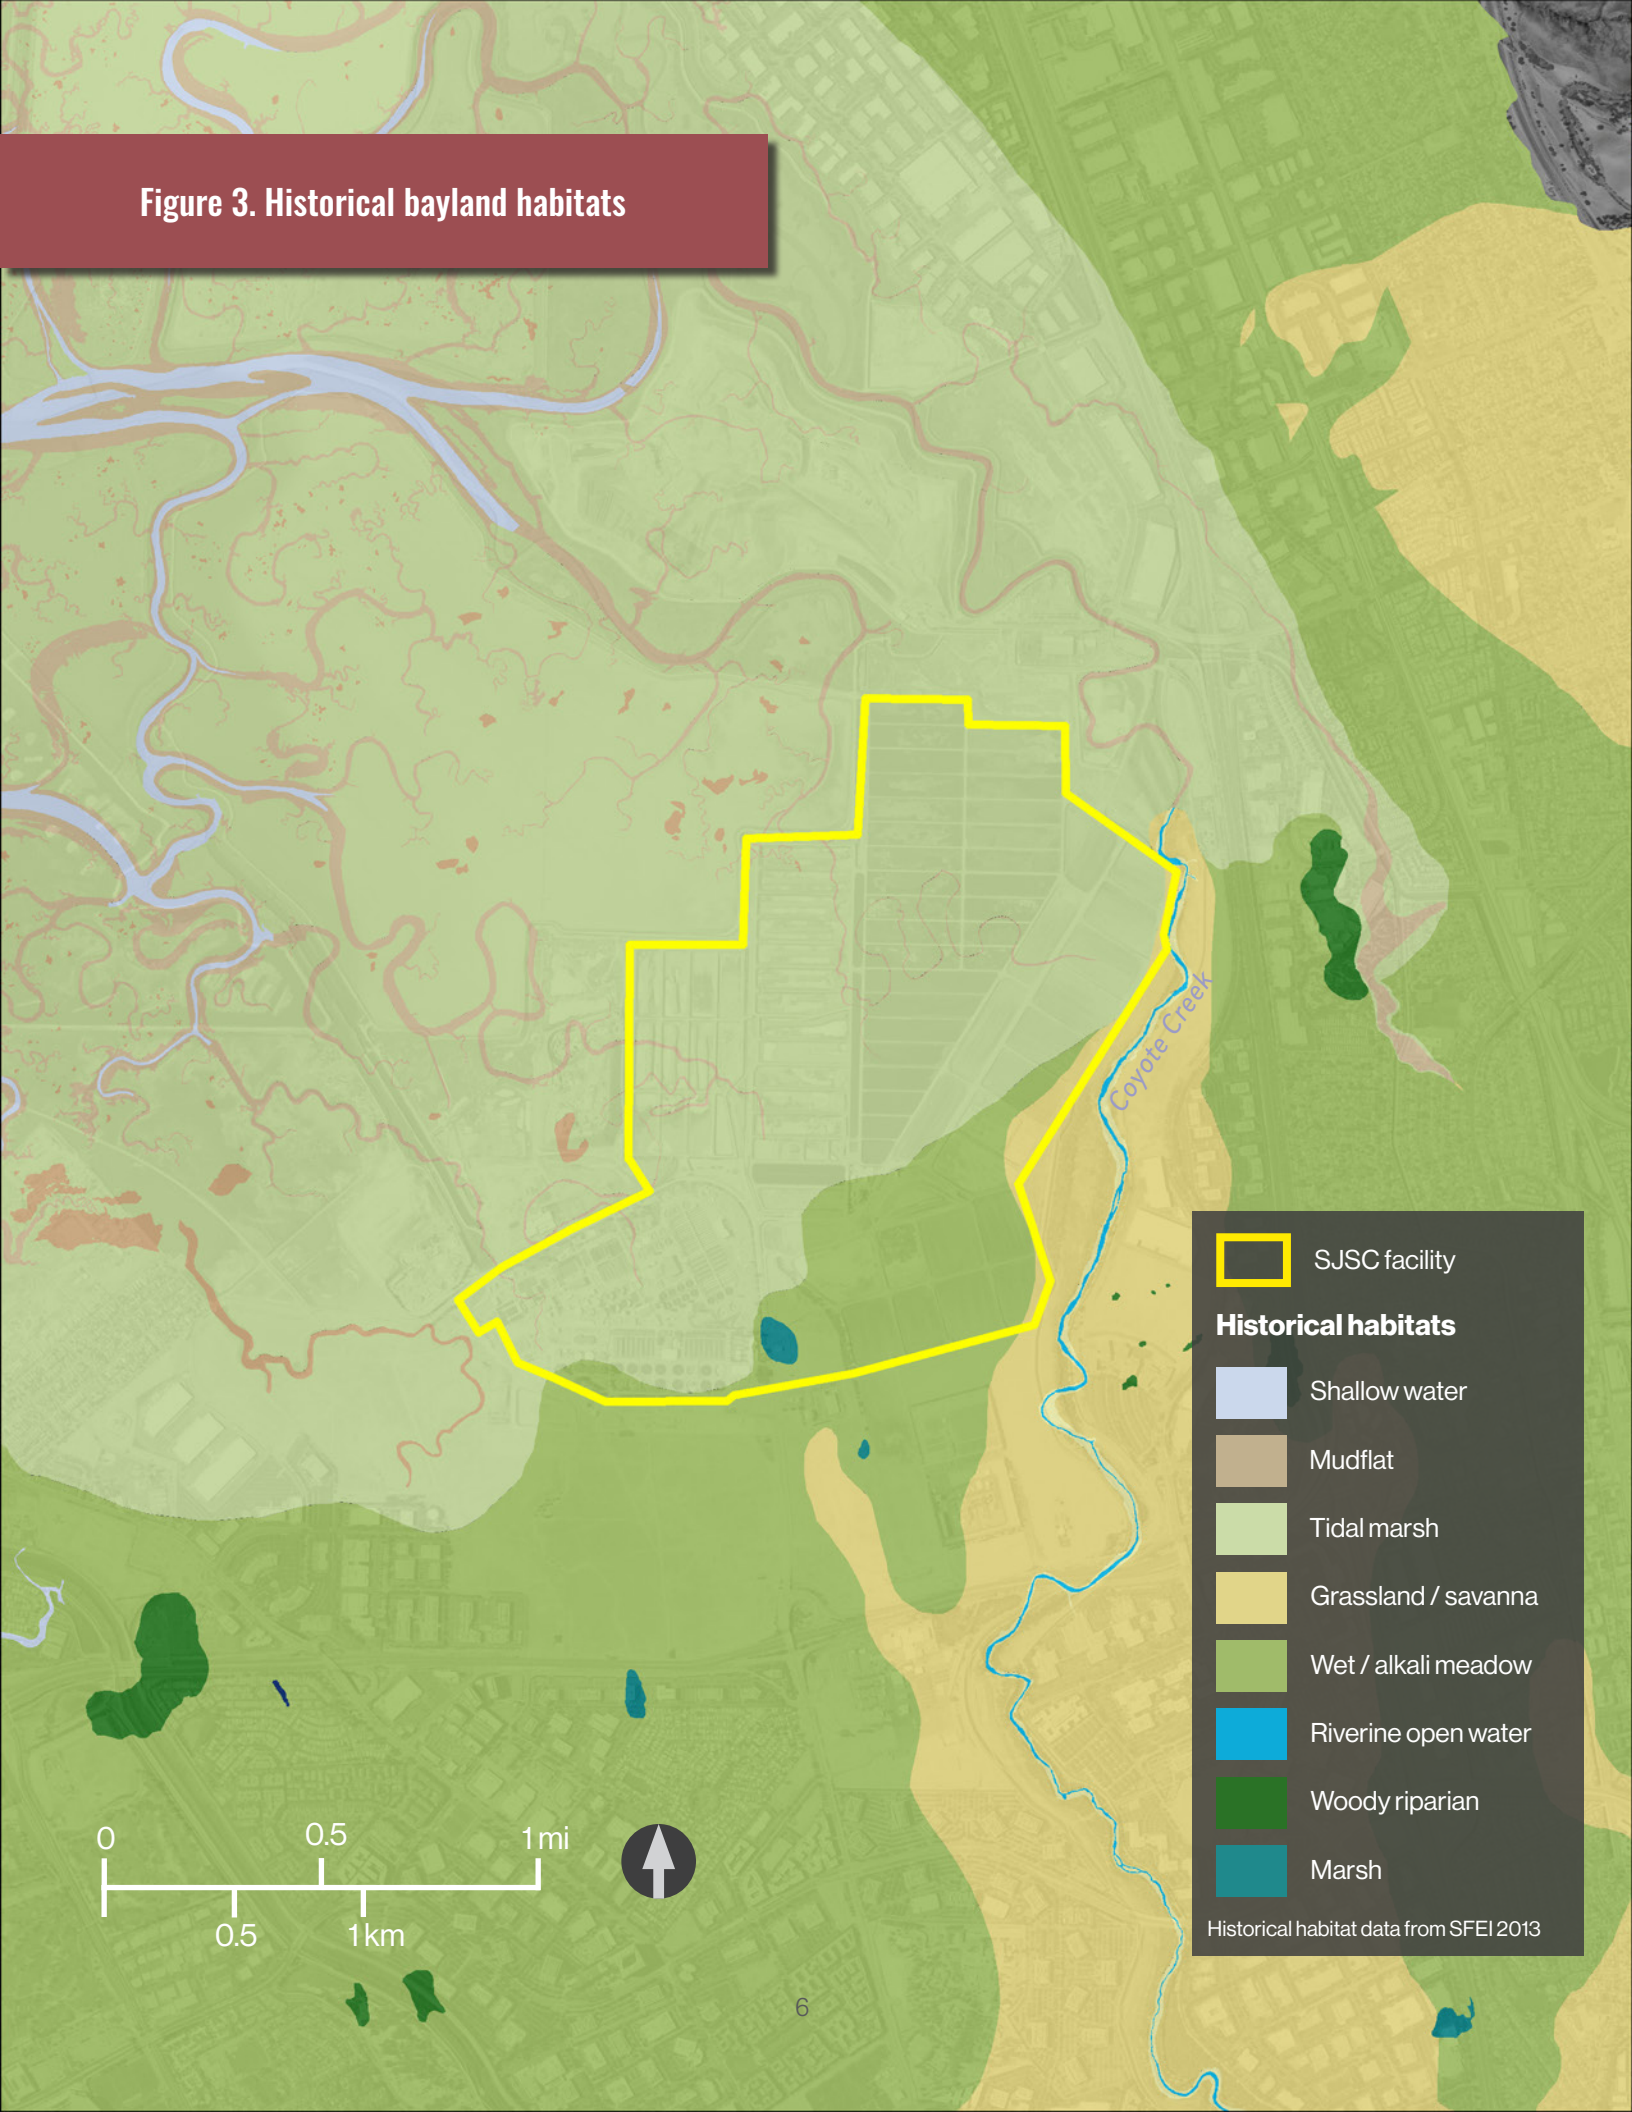 Figure 3. Historical bayland habitats
Coyote Creek
SJSC facility
Historical habitats
Shallow water
Mudflat
Tidal marsh
Grassland / savanna
Wet / alkali meadow
Riverine open water
Woody riparian
Marsh
Historical habitat data from SFEI 2013
0 0.5 1 mi
0.5 1 km
6